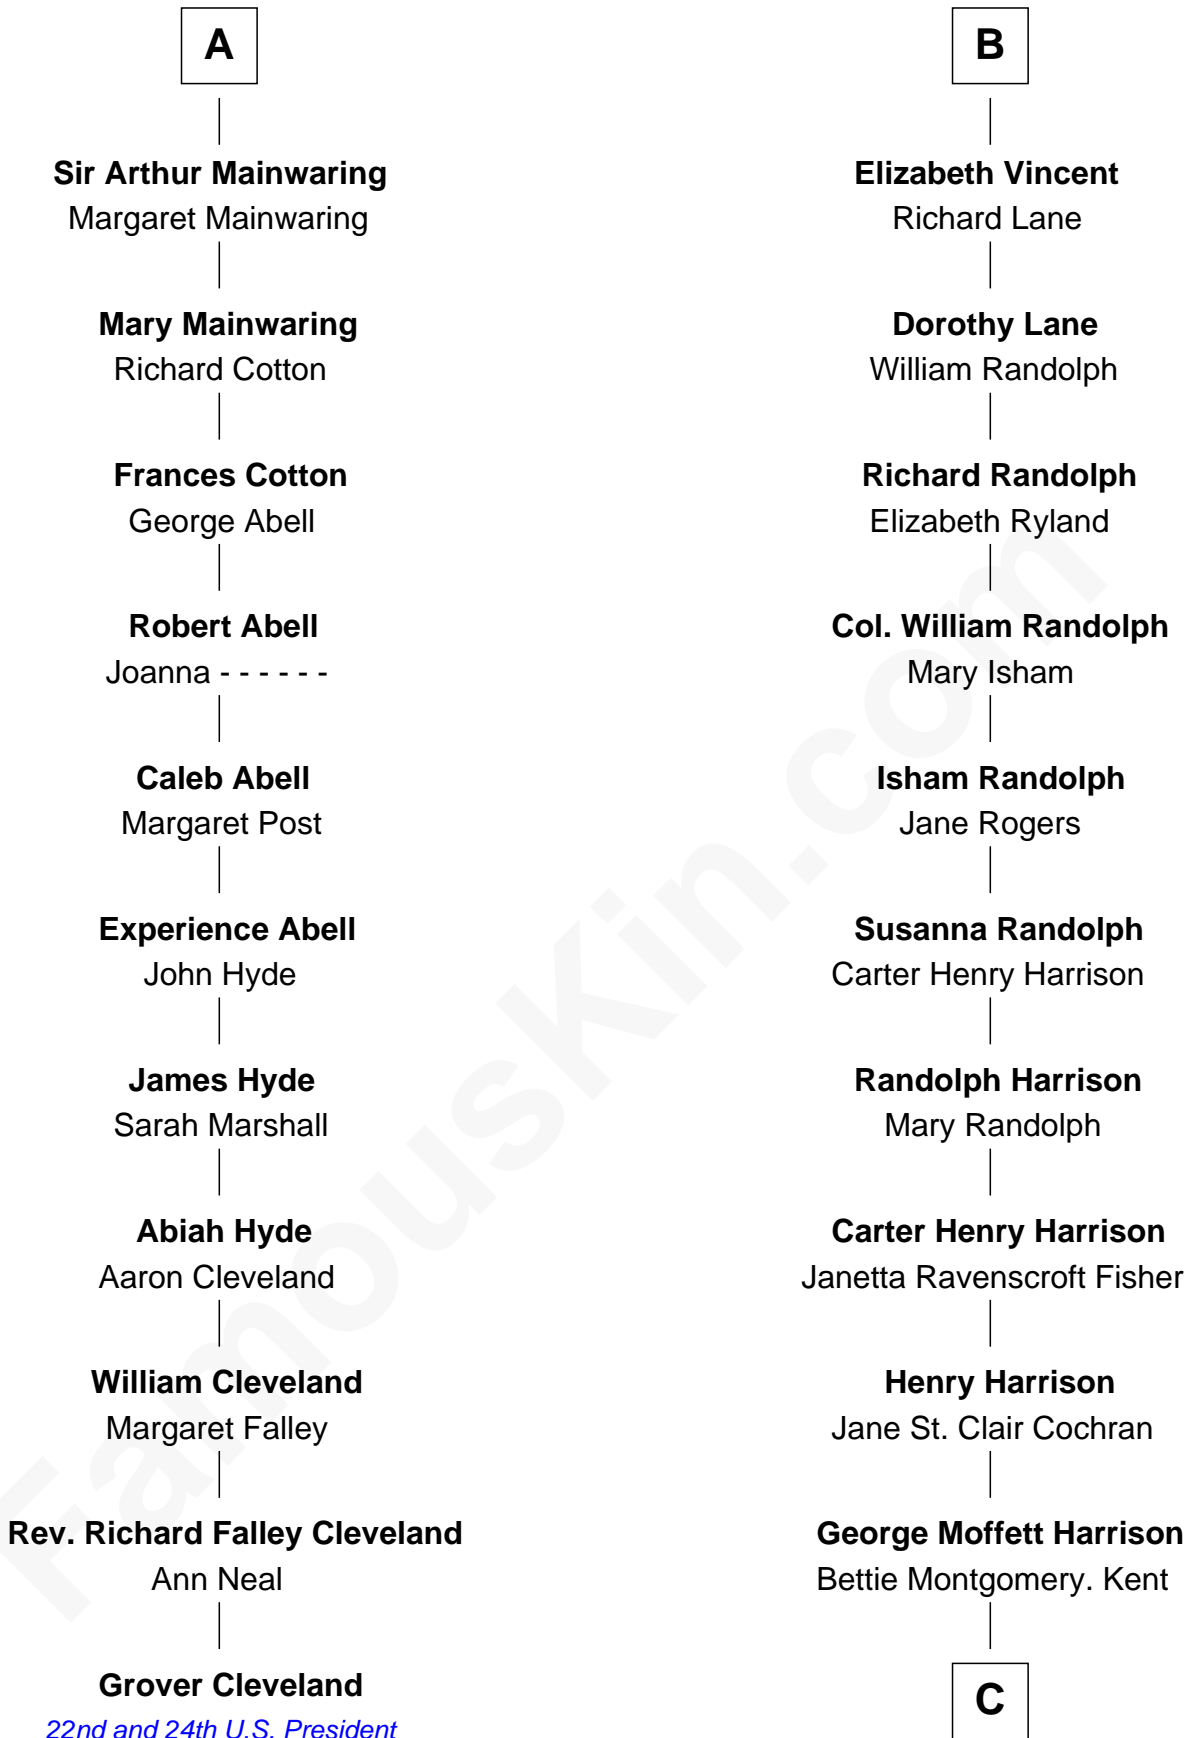 A
Sir Arthur Mainwaring
Margaret Mainwaring
Mary Mainwaring
Richard Cotton
Frances Cotton
George Abell
Robert Abell
Joanna - - - - - -
Caleb Abell
Margaret Post
Experience Abell
John Hyde
James Hyde
Sarah Marshall
Abiah Hyde
Aaron Cleveland
William Cleveland
Margaret Falley
Rev. Richard Falley Cleveland
Ann Neal
Grover Cleveland
22nd and 24th U.S. President
B
Elizabeth Vincent
Richard Lane
Dorothy Lane
William Randolph
Richard Randolph
Elizabeth Ryland
Col. William Randolph
Mary Isham
Isham Randolph
Jane Rogers
Susanna Randolph
Carter Henry Harrison
Randolph Harrison
Mary Randolph
Carter Henry Harrison
Janetta Ravenscroft Fisher
Henry Harrison
Jane St. Clair Cochran
George Moffett Harrison
Bettie Montgomery. Kent
C
FamousKin.com